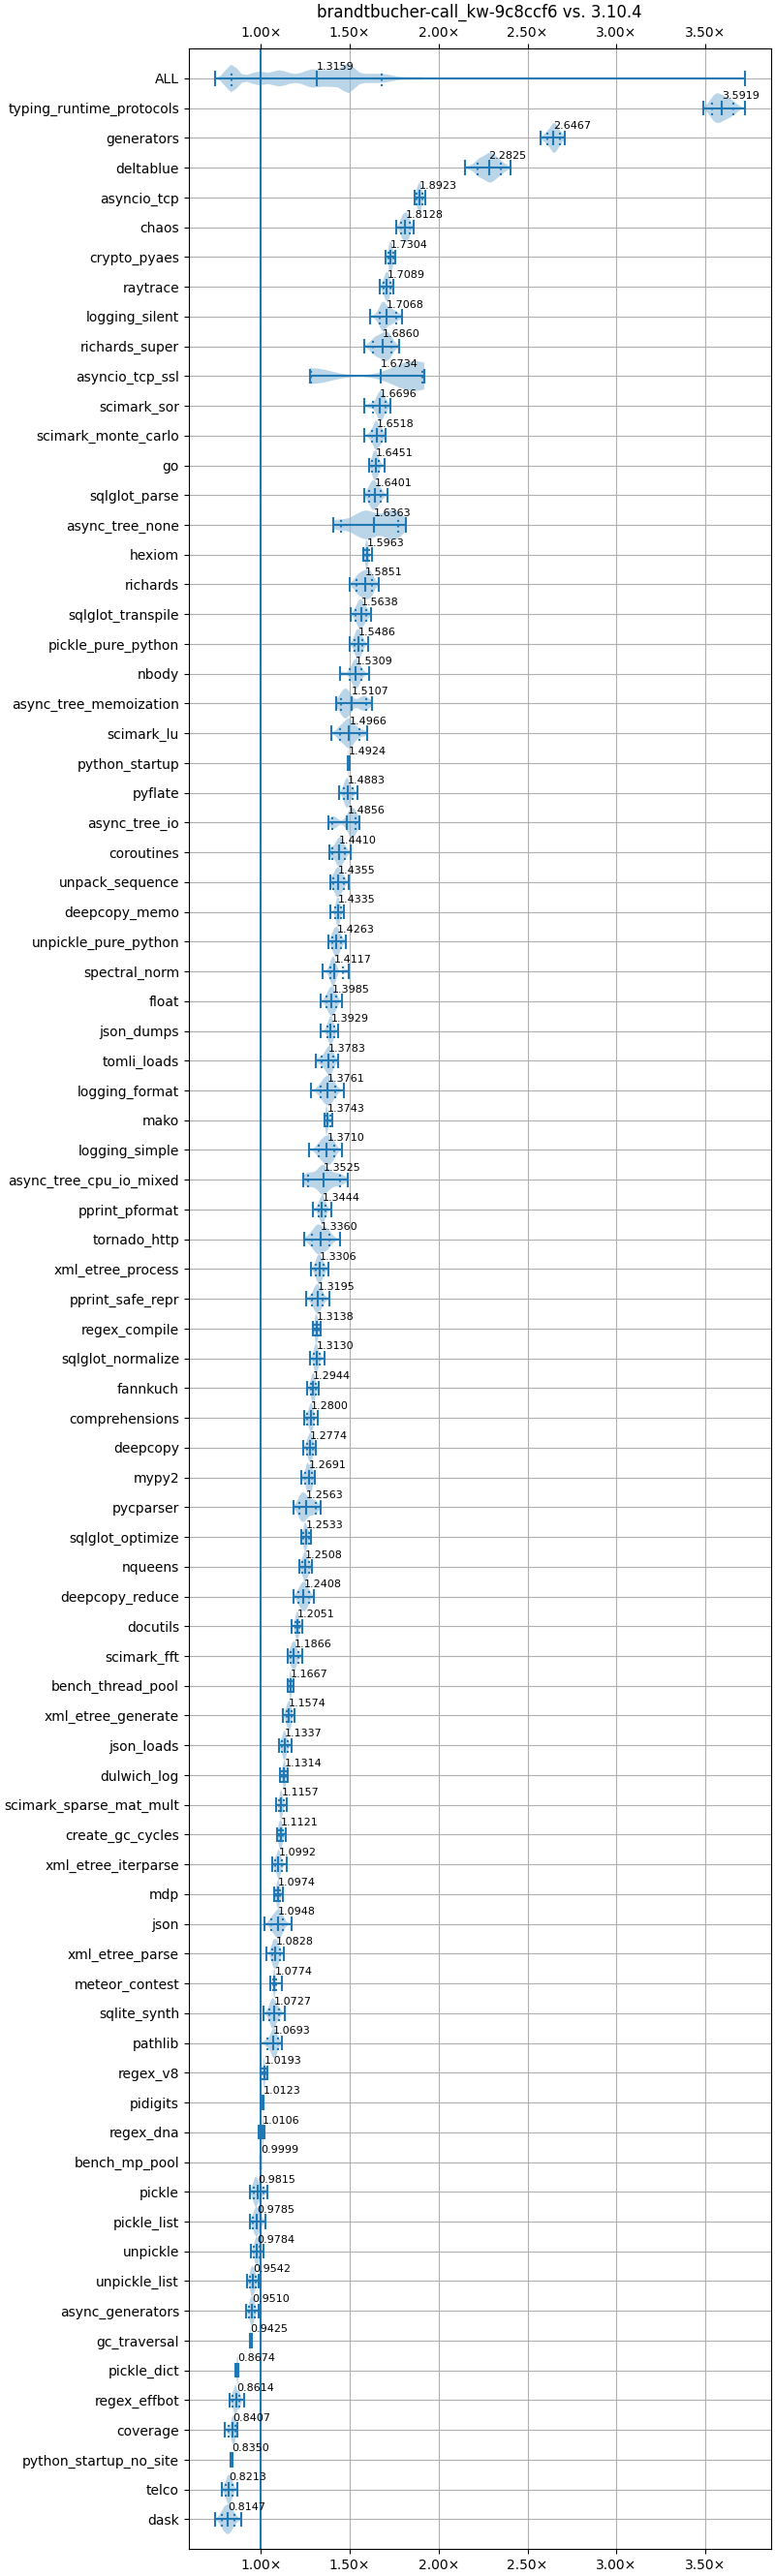 brandtbucher-call_kw-9c8ccf6 vs. 3.10.4
1.00× 1.50× 2.00× 2.50× 3.00× 3.50×
ALL 1.3159
typing_runtime_protocols 3.5919
generators 2.6467
deltablue 2.2825
asyncio_tcp 1.8923
chaos 1.8128
crypto_pyaes 1.7304
raytrace 1.7089
logging_silent 1.7068
richards_super 1.6860
asyncio_tcp_ssl 1.6734
scimark_sor 1.6696
scimark_monte_carlo 1.6518
go 1.6451
sqlglot_parse 1.6401
async_tree_none 1.6363
hexiom 1.5963
richards 1.5851
sqlglot_transpile 1.5638
pickle_pure_python 1.5486
nbody 1.5309
async_tree_memoization 1.5107
scimark_lu 1.4966
python_startup 1.4924
pyflate 1.4883
async_tree_io 1.4856
coroutines 1.4410
unpack_sequence 1.4355
deepcopy_memo 1.4335
unpickle_pure_python 1.4263
spectral_norm 1.4117
float 1.3985
json_dumps 1.3929
tomli_loads 1.3783
logging_format 1.3761
mako 1.3743
logging_simple 1.3710
async_tree_cpu_io_mixed 1.3525
pprint_pformat 1.3444
tornado_http 1.3360
xml_etree_process 1.3306
pprint_safe_repr 1.3195
regex_compile 1.3138
sqlglot_normalize 1.3130
fannkuch 1.2944
comprehensions 1.2800
deepcopy 1.2774
mypy2 1.2691
pycparser 1.2563
sqlglot_optimize 1.2533
nqueens 1.2508
deepcopy_reduce 1.2408
docutils 1.2051
scimark_fft 1.1866
bench_thread_pool 1.1667
xml_etree_generate 1.1574
json_loads 1.1337
dulwich_log 1.1314
scimark_sparse_mat_mult 1.1157
create_gc_cycles 1.1121
xml_etree_iterparse 1.0992
mdp 1.0974
json 1.0948
xml_etree_parse 1.0828
meteor_contest 1.0774
sqlite_synth 1.0727
pathlib 1.0693
regex_v8 1.0193
pidigits 1.0123
regex_dna 1.0106
bench_mp_pool 0.9999
pickle 0.9815
pickle_list 0.9785
unpickle 0.9784
unpickle_list 0.9542
async_generators 0.9510
gc_traversal 0.9425
pickle_dict 0.8674
regex_effbot 0.8614
coverage 0.8407
python_startup_no_site 0.8350
telco 0.8213
dask 0.8147
1.00× 1.50× 2.00× 2.50× 3.00× 3.50×